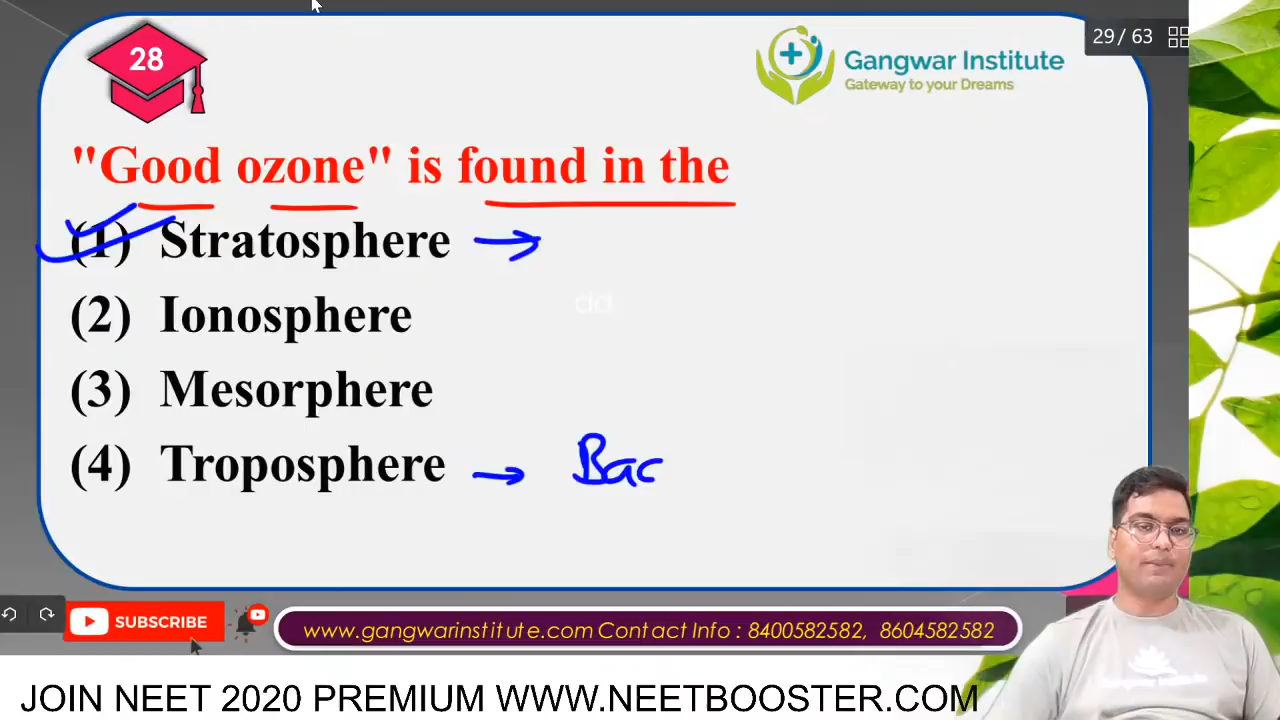 28
Gangwar Institute
Gateway to your Dreams
29 / 63
"Good ozone" is found in the
(1) Stratosphere →
(2) Ionosphere
dd
(3) Mesorphere
(4) Troposphere → Bac
SUBSCRIBE
www.gangwarinstitute.com Contact Info : 8400582582, 8604582582
JOIN NEET 2020 PREMIUM WWW.NEETBOOSTER.COM